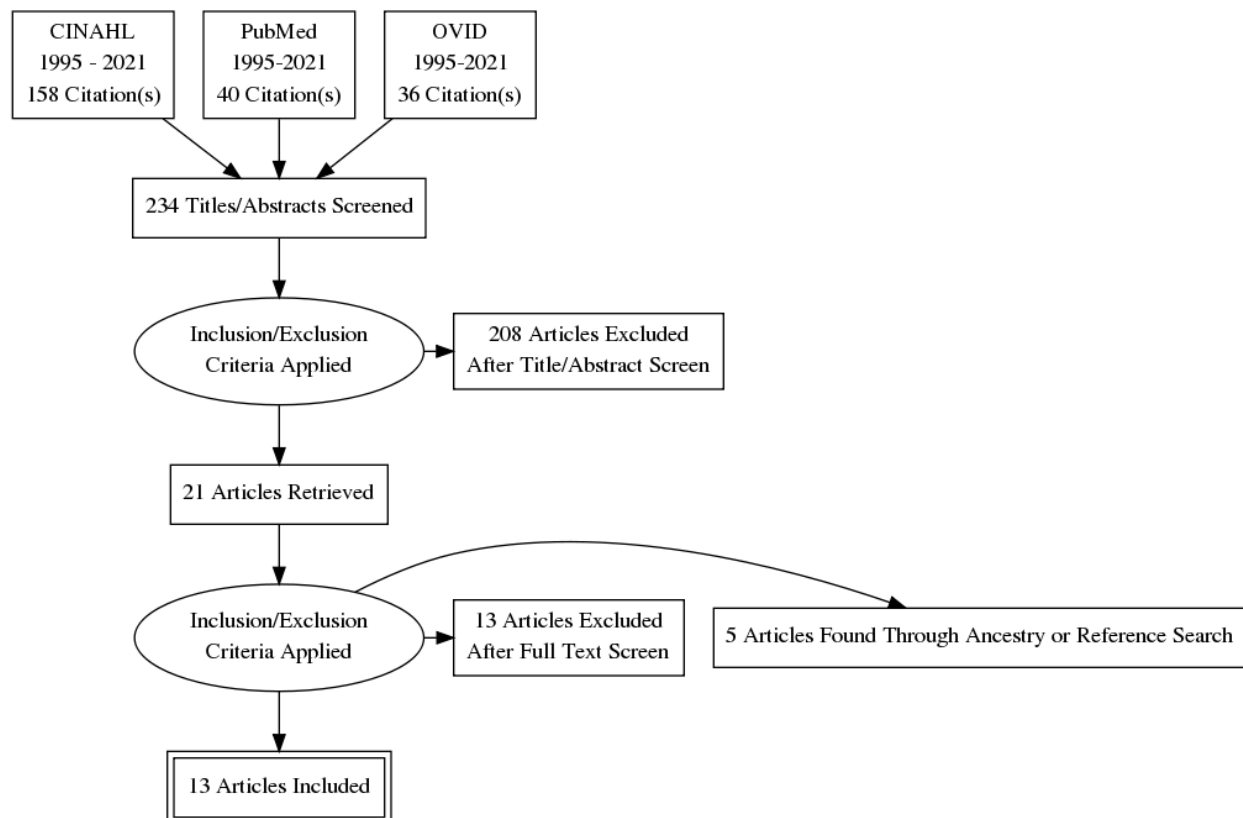 CINAHL
1995 - 2021
158 Citation(s)
PubMed
1995-2021
40 Citation(s)
OVID
1995-2021
36 Citation(s)
234 Titles/Abstracts Screened
Inclusion/Exclusion
Criteria Applied
208 Articles Excluded
After Title/Abstract Screen
21 Articles Retrieved
Inclusion/Exclusion
Criteria Applied
13 Articles Excluded
After Full Text Screen
5 Articles Found Through Ancestry or Reference Search
13 Articles Included